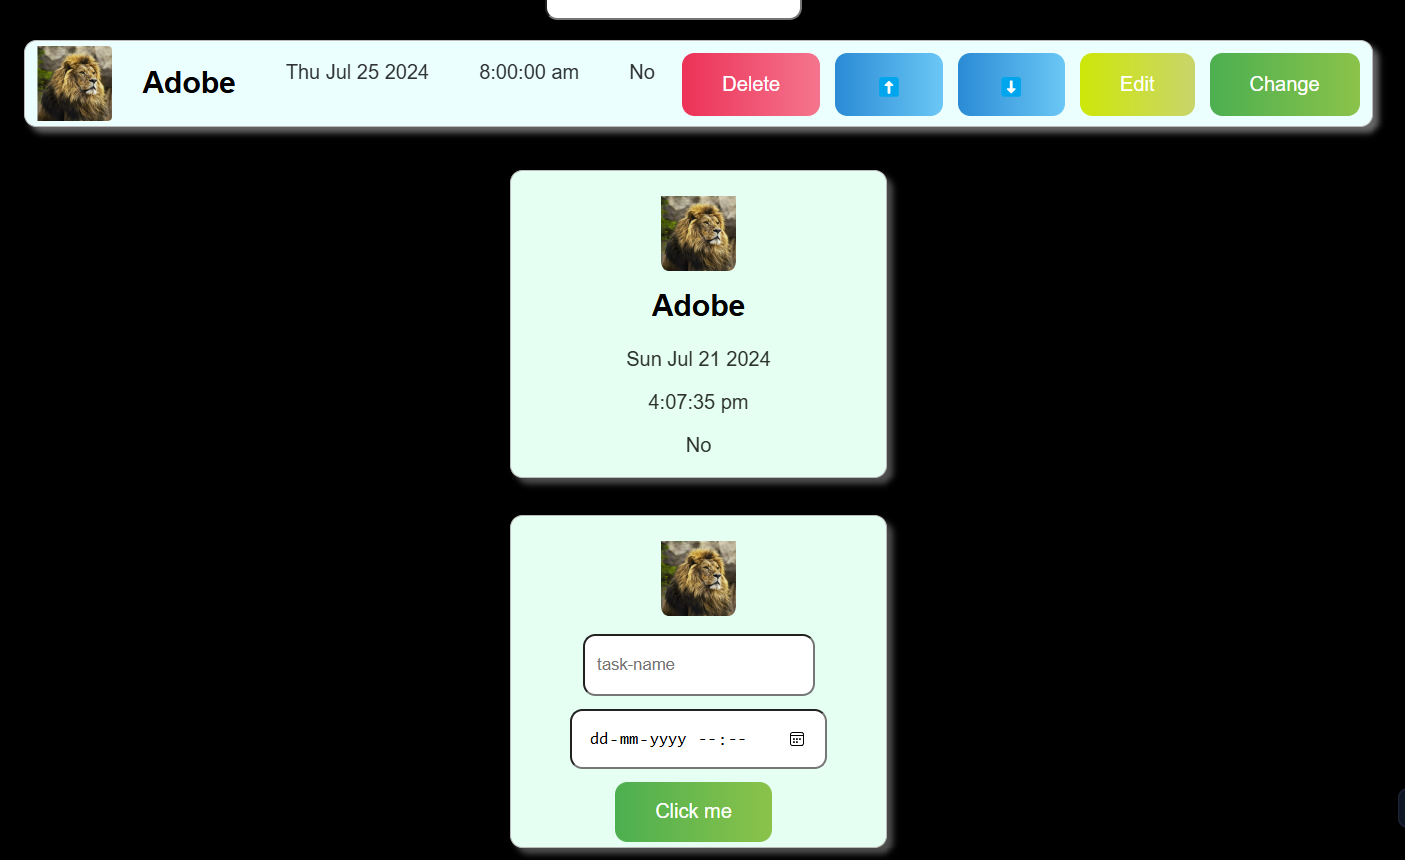 Adobe Thu Jul 25 2024 8:00:00 am No Delete ⬆ ⬇ Edit Change
Adobe
Sun Jul 21 2024
4:07:35 pm
No
task-name
dd-mm-yyyy --:--
Click me